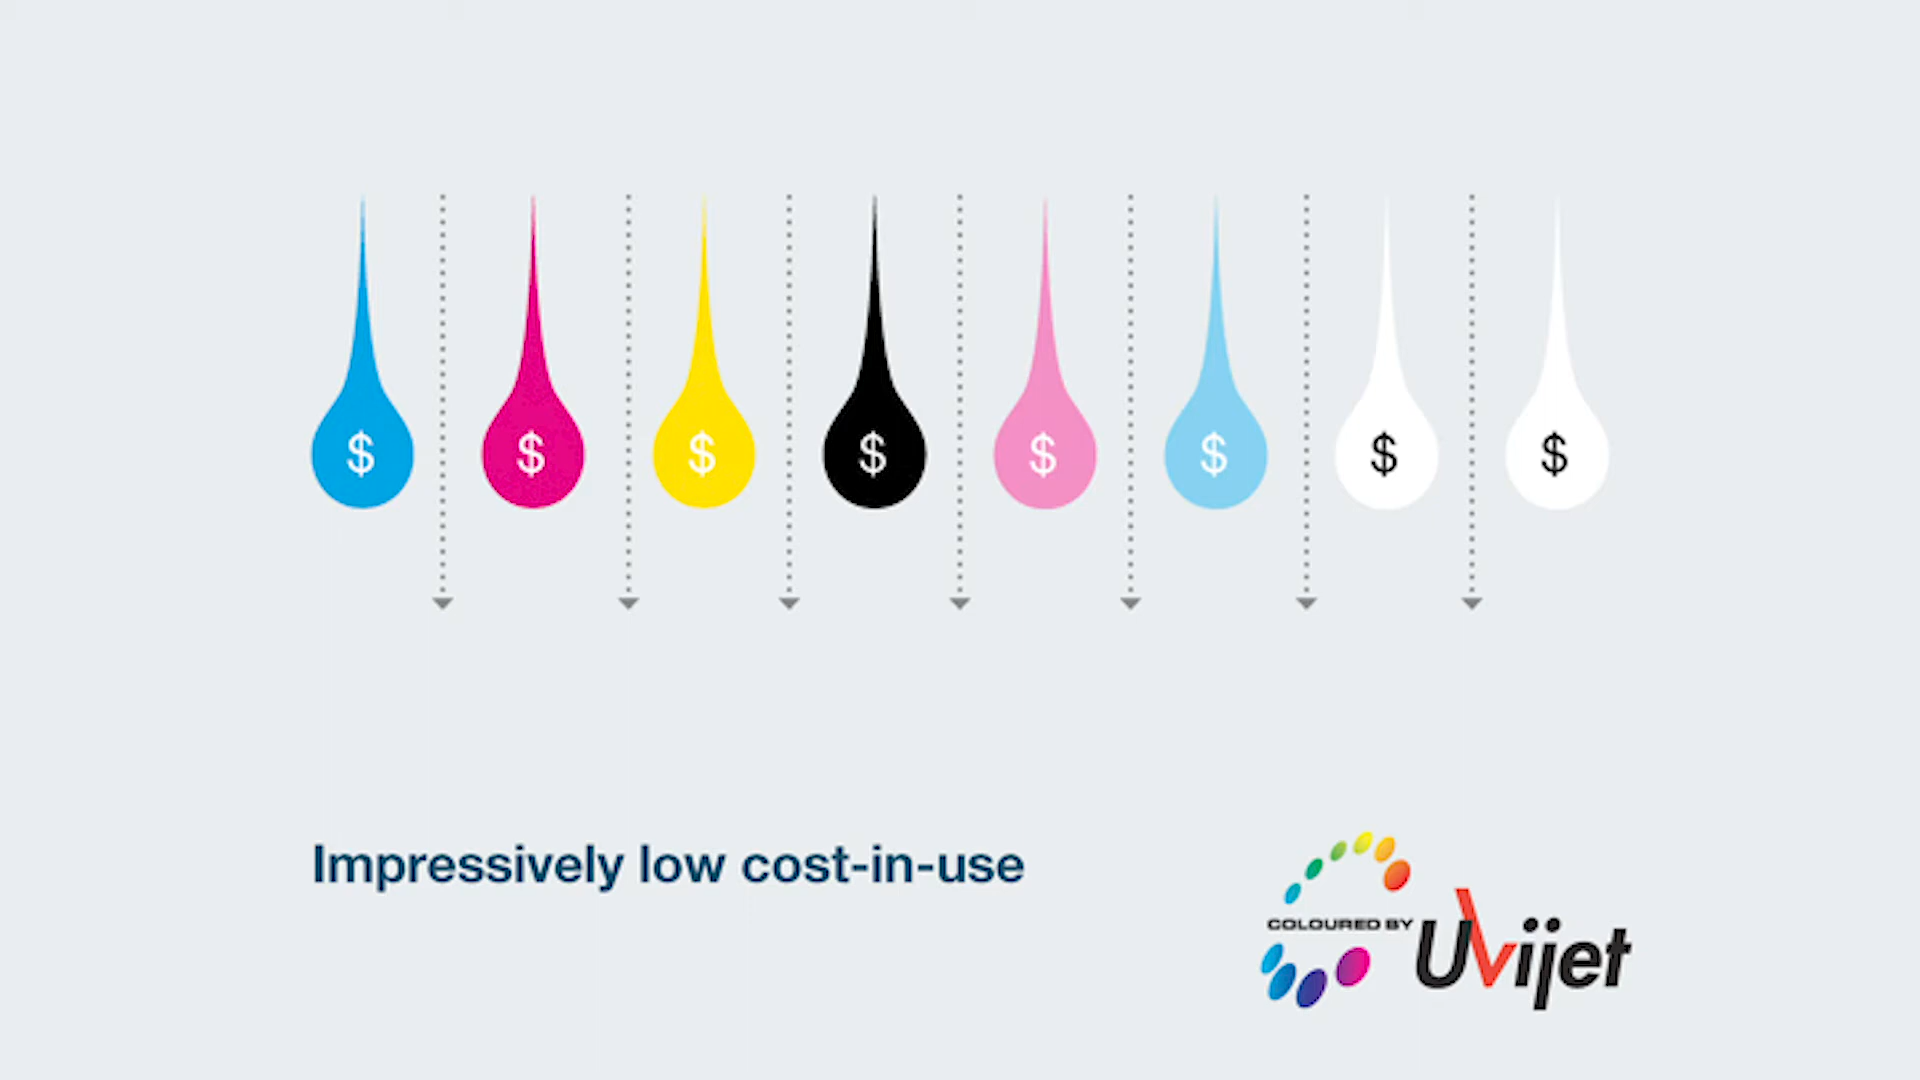 $ $ $ $ $ $ $ $
Impressively low cost-in-use
COLOURED BY
Uvijet